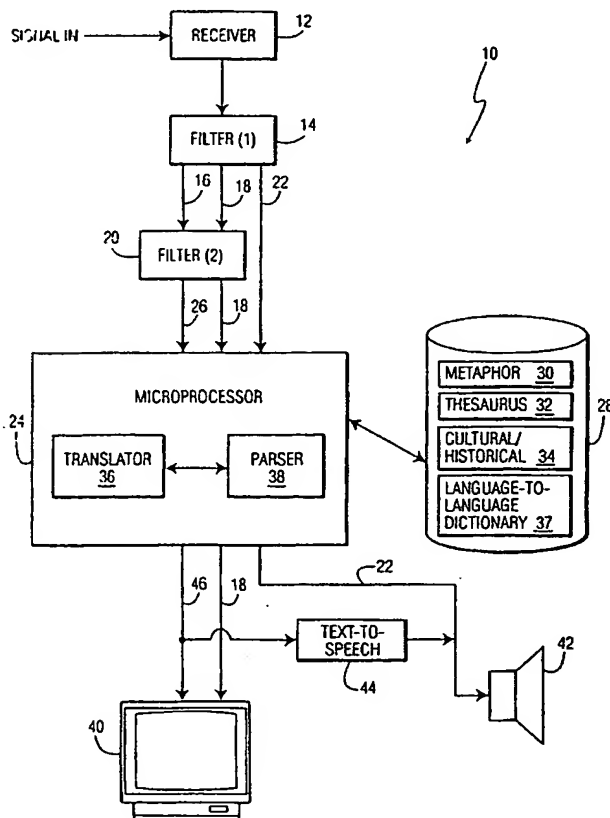 SIGNAL IN
RECEIVER
12
10
FILTER (1)
14
16
18
22
20
FILTER (2)
26
18
MICROPROCESSOR
24
TRANSLATOR
36
PARSER
38
METAPHOR 30
THESAURUS 32
CULTURAL/
HISTORICAL 34
LANGUAGE-TO-
LANGUAGE
DICTIONARY 37
28
46
18
22
TEXT-TO-
SPEECH
44
42
40